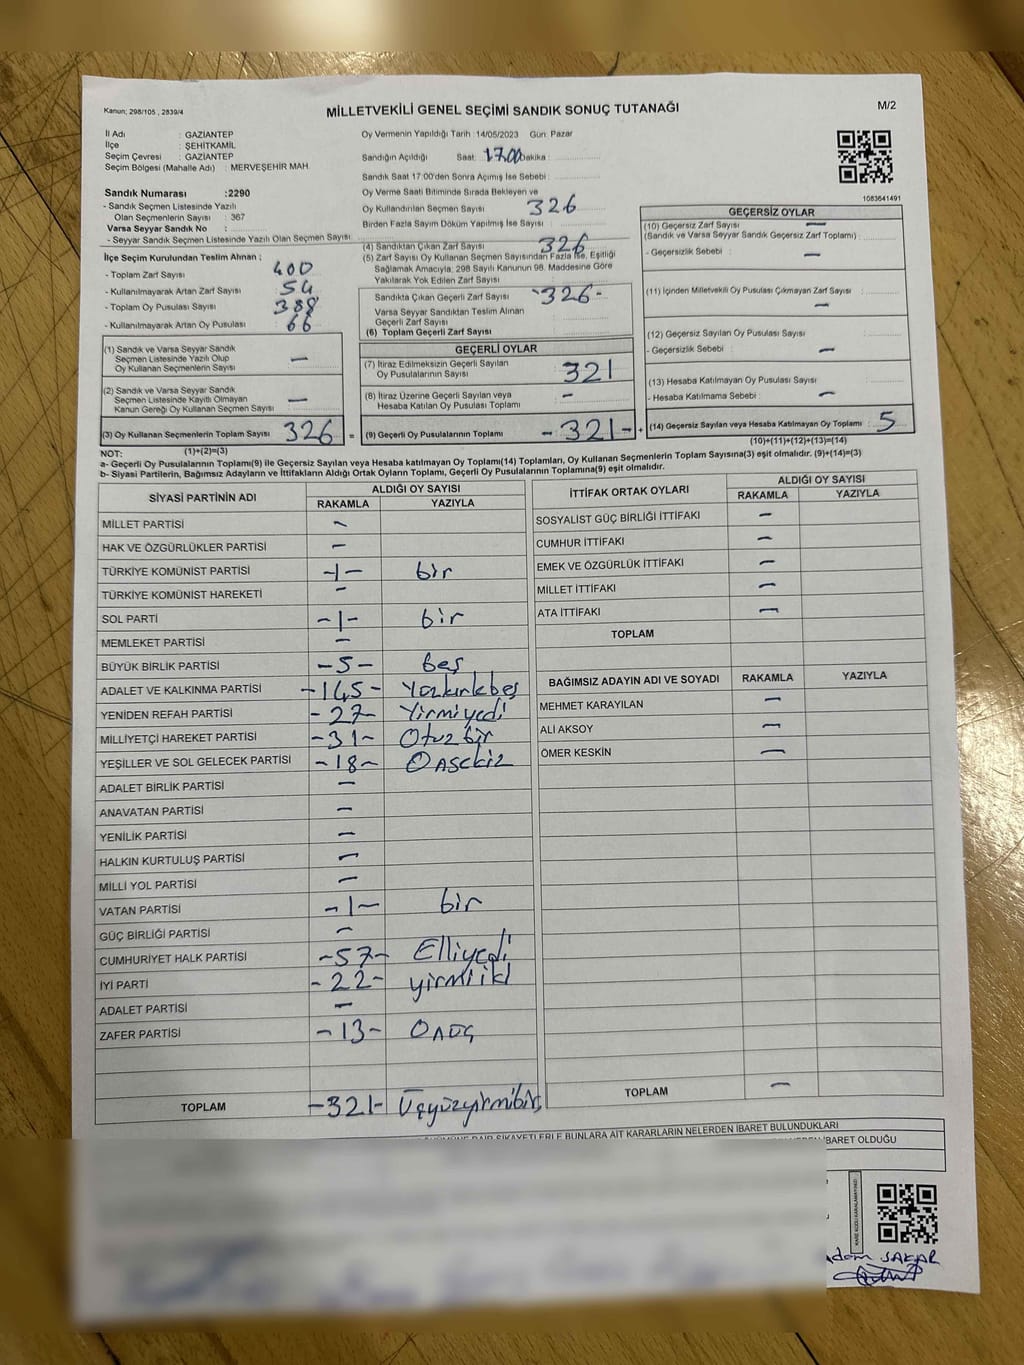 Kanun; 298/105 , 2839/4
MİLLETVEKİLİ GENEL SEÇİMİ SANDIK SONUÇ TUTANAĞI
M/2
İl Adı : GAZİANTEP
İlçe : ŞEHİTKAMİL
Seçim Çevresi : GAZİANTEP
Seçim Bölgesi (Mahalle Adı) : MERVEŞEHİR MAH.
Sandık Numarası :2290
- Sandık Seçmen Listesinde Yazılı
Olan Seçmenlerin Sayısı : 367
Varsa Seyyar Sandık No :
- Seyyar Sandık Seçmen Listesinde Yazılı Olan Seçmen Sayısı:
İlçe Seçim Kurulundan Teslim Alınan ;
- Toplam Zarf Sayısı 400
- Kullanılmayarak Artan Zarf Sayısı 54
- Toplam Oy Pusulası Sayısı 388
- Kullanılmayarak Artan Oy Pusulası 66
(1) Sandık ve Varsa Seyyar Sandık
Seçmen Listesinde Yazılı Olup
Oy Kullanan Seçmenlerin Sayısı —
(2) Sandık ve Varsa Seyyar Sandık
Seçmen Listesinde Kayıtlı Olmayan
Kanun Gereği Oy Kullanan Seçmen Sayısı —
(3) Oy Kullanan Seçmenlerin Toplam Sayısı 326 =
Oy Vermenin Yapıldığı Tarih : 14/05/2023 Gün: Pazar
Sandığın Açıldığı Saat: 17.00 Dakika :
Sandık Saat 17:00'den Sonra Açımış İse Sebebi :
Oy Verme Saati Bitiminde Sırada Bekleyen ve
Oy Kullandırılan Seçmen Sayısı 326
Birden Fazla Sayım Döküm Yapılmış İse Sayısı :
(4) Sandıktan Çıkan Zarf Sayısı 326
(5) Zarf Sayısı Oy Kullanan Seçmen Sayısından Fazla İse, Eşitliği
Sağlamak Amacıyla, 298 Sayılı Kanunun 98. Maddesine Göre
Yakılarak Yok Edilen Zarf Sayısı :
Sandıkta Çıkan Geçerli Zarf Sayısı -326-
Varsa Seyyar Sandıktan Teslim Alınan
Geçerli Zarf Sayısı
(6) Toplam Geçerli Zarf Sayısı
GEÇERLİ OYLAR
(7) İtiraz Edilmeksizin Geçerli Sayılan
Oy Pusulalarının Sayısı 321
(8) İtiraz Üzerine Geçerli Sayılan veya
Hesaba Katılan Oy Pusulası Toplamı —
(9) Geçerli Oy Pusulalarının Toplamı -321- +
1083641491
GEÇERSİZ OYLAR
(10) Geçersiz Zarf Sayısı —
(Sandık ve Varsa Seyyar Sandık Geçersiz Zarf Toplamı) :
- Geçersizlik Sebebi : —
(11) İçinden Milletvekili Oy Pusulası Çıkmayan Zarf Sayısı : —
(12) Geçersiz Sayılan Oy Pusulası Sayısı :
- Geçersizlik Sebebi : —
(13) Hesaba Katılmayan Oy Pusulası Sayısı :
- Hesaba Katılmama Sebebi : —
(14) Geçersiz Sayılan veya Hesaba Katılmayan Oy Toplamı : 5
NOT: (1)+(2)=(3)
(10)+(11)+(12)+(13)=(14)
a- Geçerli Oy Pusulalarının Toplamı(9) ile Geçersiz Sayılan veya Hesaba katılmayan Oy Toplamı(14) Toplamları, Oy Kullanan Seçmenlerin Toplam Sayısına(3) eşit olmalıdır. (9)+(14)=(3)
b- Siyasi Partilerin, Bağımsız Adayların ve İttifakların Aldığı Ortak Oyların Toplamı, Geçerli Oy Pusulalarının Toplamına(9) eşit olmalıdır.
SİYASİ PARTİNİN ADI ALDIĞI OY SAYISI
RAKAMLA YAZIYLA
MİLLET PARTİSİ —
HAK VE ÖZGÜRLÜKLER PARTİSİ —
TÜRKİYE KOMÜNİST PARTİSİ -1- bir
TÜRKİYE KOMÜNİST HAREKETİ —
SOL PARTİ -1- bir
MEMLEKET PARTİSİ —
BÜYÜK BİRLİK PARTİSİ -5- beş
ADALET VE KALKINMA PARTİSİ -145- Yüzkırkbeş
YENİDEN REFAH PARTİSİ -27- Yirmiyedi
MİLLİYETÇİ HAREKET PARTİSİ -31- Otuzbir
YEŞİLLER VE SOL GELECEK PARTİSİ -18- Onsekiz
ADALET BİRLİK PARTİSİ —
ANAVATAN PARTİSİ —
YENİLİK PARTİSİ —
HALKIN KURTULUŞ PARTİSİ —
MİLLİ YOL PARTİSİ —
VATAN PARTİSİ -1- bir
GÜÇ BİRLİĞİ PARTİSİ —
CUMHURİYET HALK PARTİSİ -57- Elliyedi
İYİ PARTİ -22- yirmiiki
ADALET PARTİSİ —
ZAFER PARTİSİ -13- Onüç
TOPLAM -321- Üçyüzyirmibir
İTTİFAK ORTAK OYLARI ALDIĞI OY SAYISI
RAKAMLA YAZIYLA
SOSYALİST GÜÇ BİRLİĞİ İTTİFAKI —
CUMHUR İTTİFAKI —
EMEK VE ÖZGÜRLÜK İTTİFAKI —
MİLLET İTTİFAKI —
ATA İTTİFAKI —
TOPLAM
BAĞIMSIZ ADAYIN ADI VE SOYADI RAKAMLA YAZIYLA
MEHMET KARAYILAN —
ALİ AKSOY —
ÖMER KESKİN —
TOPLAM —
ŞİKAYETLERLE BUNLARA AİT KARARLARIN NELERDEN İBARET BULUNDUKLARI
İBARET OLDUĞU
KARE KODU KARALAMAYINIZ!
Adem SAKAR